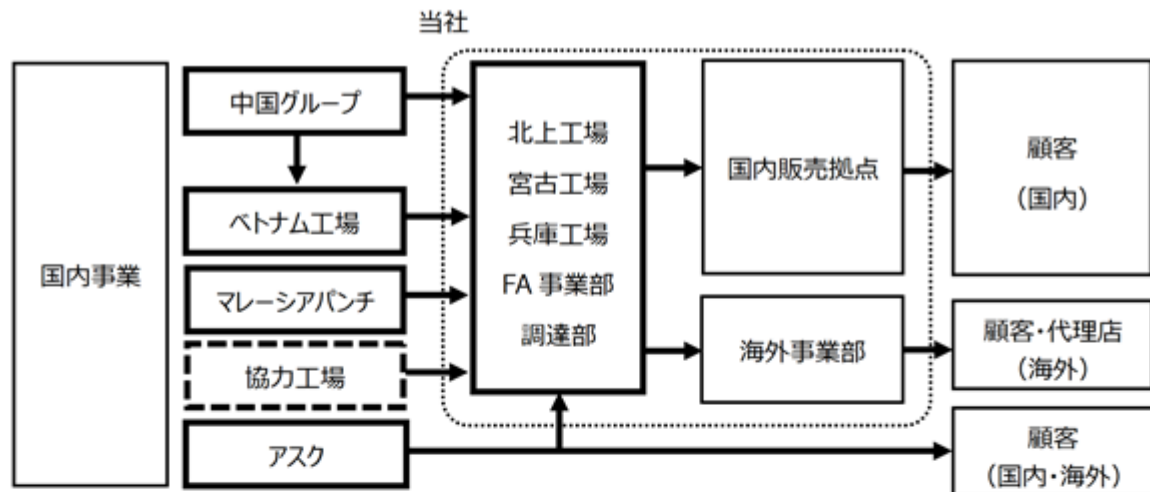 当社
国内事業
中国グループ
ベトナム工場
マレーシアパンチ
協力工場
アスク
北上工場
宮古工場
兵庫工場
FA 事業部
調達部
国内販売拠点
海外事業部
顧客
（国内）
顧客・代理店
（海外）
顧客
（国内・海外）